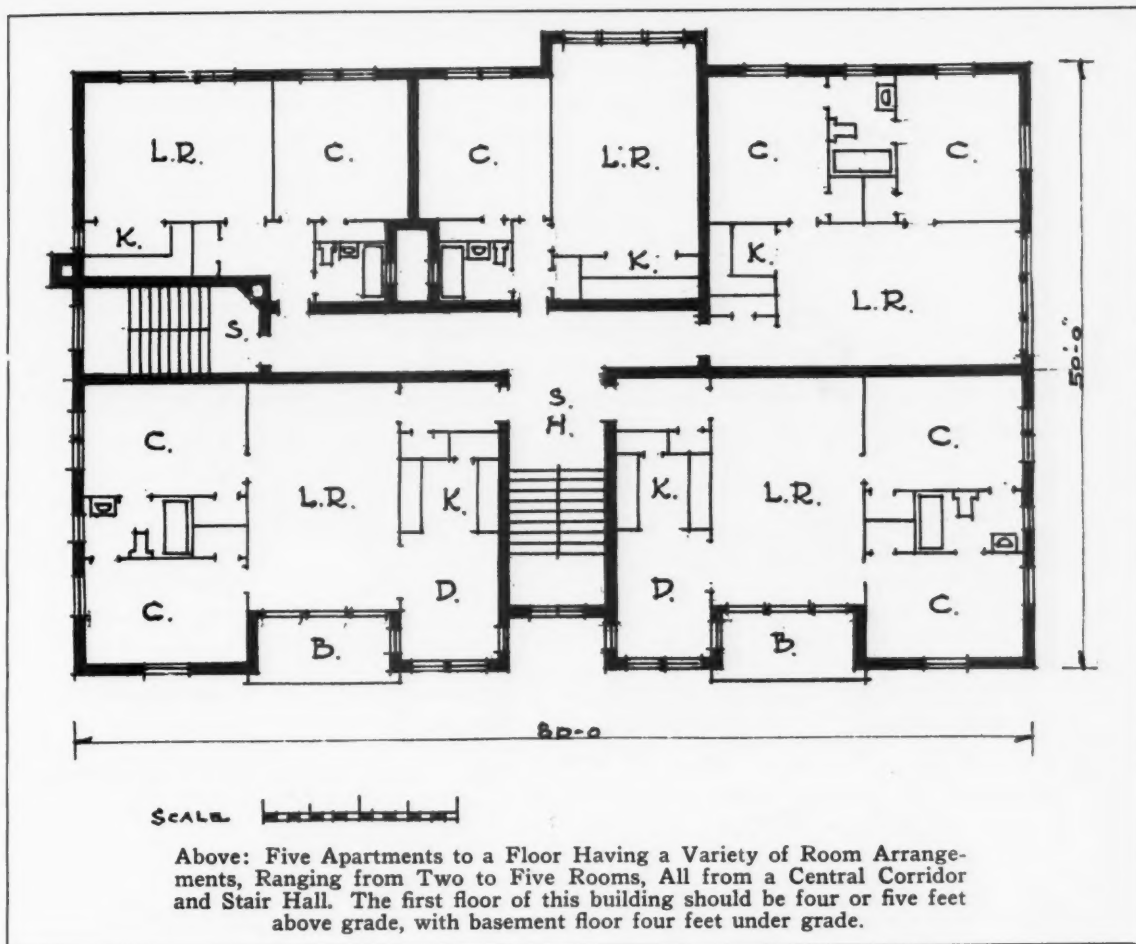 L.R.
C.
C.
L.R.
C.
C.
K.
K.
K.
L.R.
S.
50'-0"
S.
H.
C.
L.R.
K.
K.
L.R.
C.
C.
D.
D.
C.
B.
B.
80-0
SCALE
Above: Five Apartments to a Floor Having a Variety of Room Arrange-
ments, Ranging from Two to Five Rooms, All from a Central Corridor
and Stair Hall. The first floor of this building should be four or five feet
above grade, with basement floor four feet under grade.